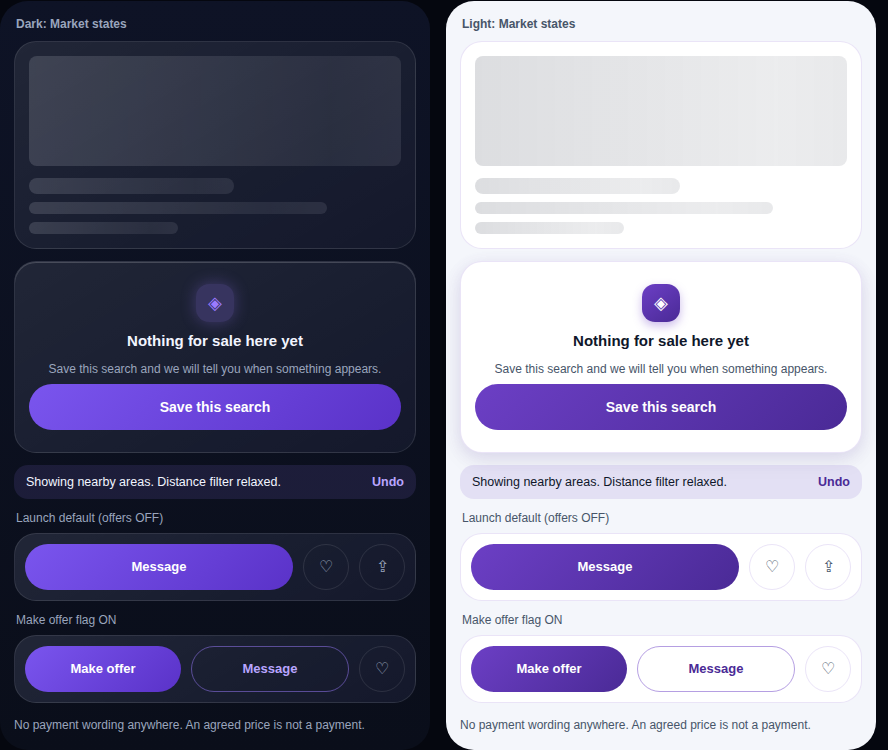 Dark: Market states
Nothing for sale here yet
Save this search and we will tell you when something appears.
Save this search
Showing nearby areas. Distance filter relaxed. Undo
Launch default (offers OFF)
Message
Make offer flag ON
Make offer Message
No payment wording anywhere. An agreed price is not a payment.
Light: Market states
Nothing for sale here yet
Save this search and we will tell you when something appears.
Save this search
Showing nearby areas. Distance filter relaxed. Undo
Launch default (offers OFF)
Message
Make offer flag ON
Make offer Message
No payment wording anywhere. An agreed price is not a payment.